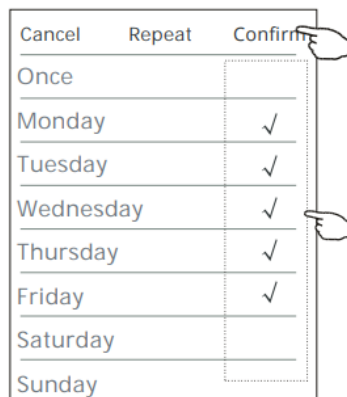 Cancel Repeat Confirm
Once
Monday √
Tuesday √
Wednesday √
Thursday √
Friday √
Saturday
Sunday